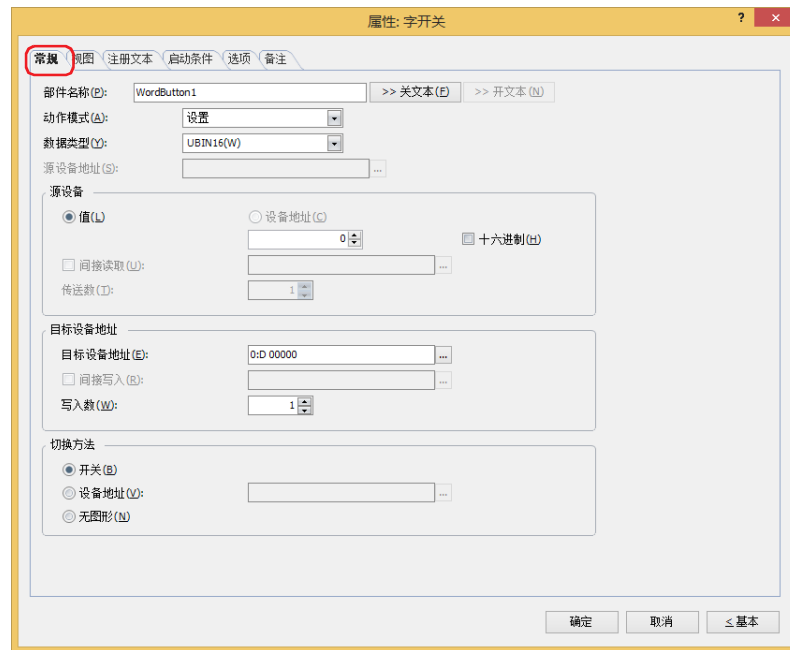 属性: 字开关
? ×
常规 视图 注册文本 启动条件 选项 备注
部件名称(P): WordButton1 >> 关文本(F) >> 开文本(N)
动作模式(A): 设置
数据类型(Y): UBIN16(W)
源设备地址(S): ...
源设备
值(L) 设备地址(C)
0 十六进制(H)
间接读取(U): ...
传送数(T): 1
目标设备地址
目标设备地址(E): 0:D 00000 ...
间接写入(R): ...
写入数(W): 1
切换方法
开关(B)
设备地址(V): ...
无图形(N)
确定 取消 ≤基本